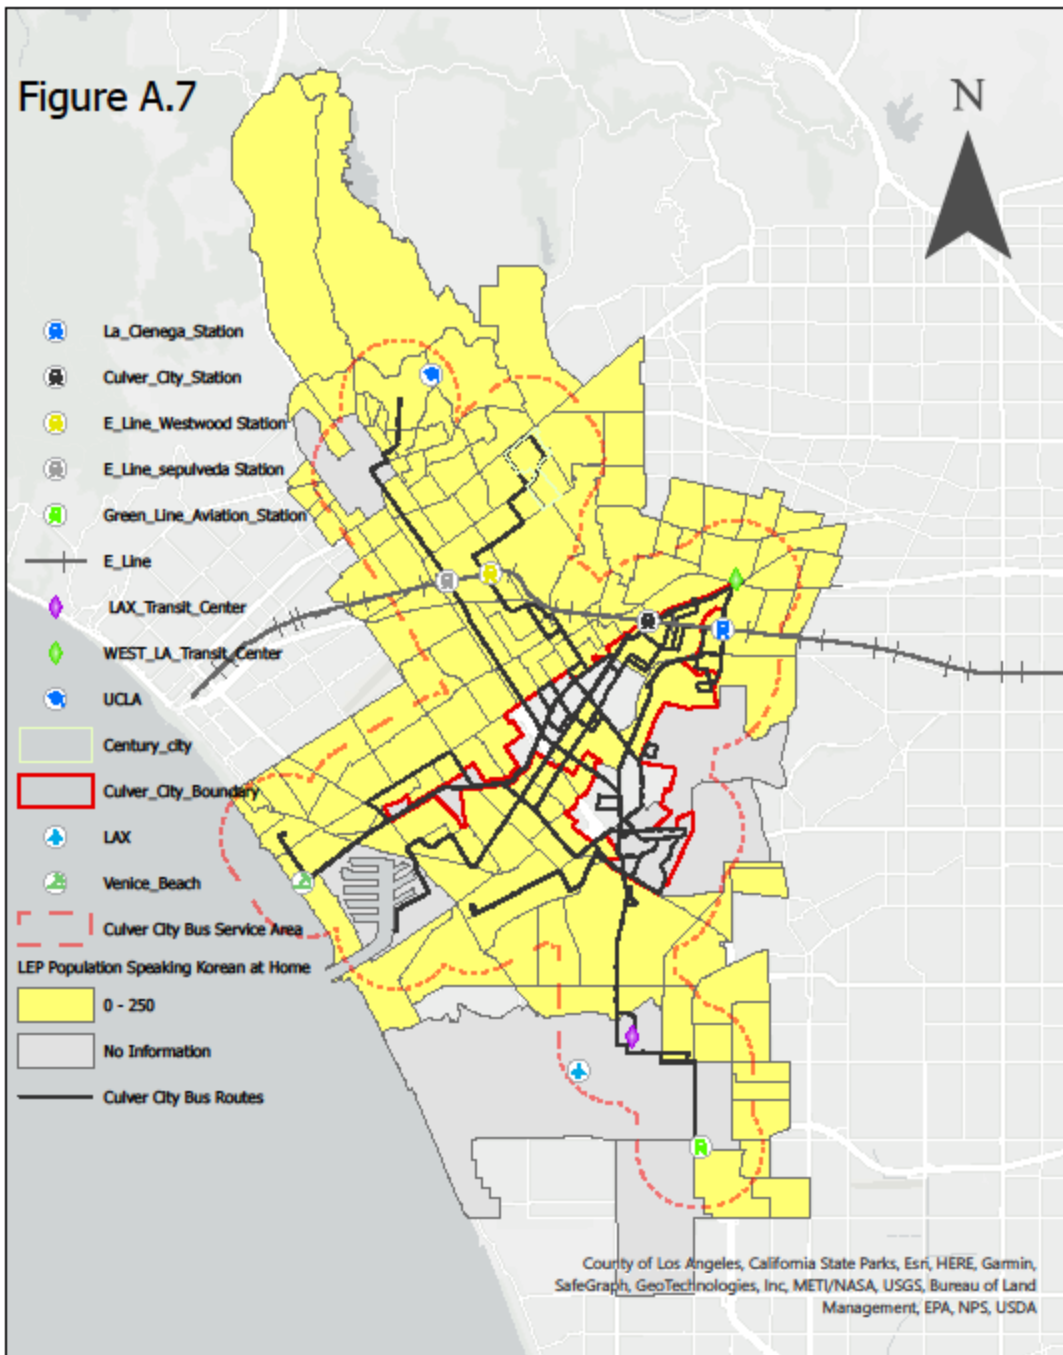 Figure A.7
N
La_Cienega_Station
Culver_City_Station
E_Line_Westwood Station
E_Line_sepulveda Station
Green_Line_Aviation_Station
E_Line
LAX_Transit_Center
WEST_LA_Transit_Center
UCLA
Century_city
Culver_City_Boundary
LAX
Venice_Beach
Culver City Bus Service Area
LEP Population Speaking Korean at Home
0 - 250
No Information
Culver City Bus Routes
County of Los Angeles, California State Parks, Esri, HERE, Garmin,
SafeGraph, GeoTechnologies, Inc, METI/NASA, USGS, Bureau of Land
Management, EPA, NPS, USDA